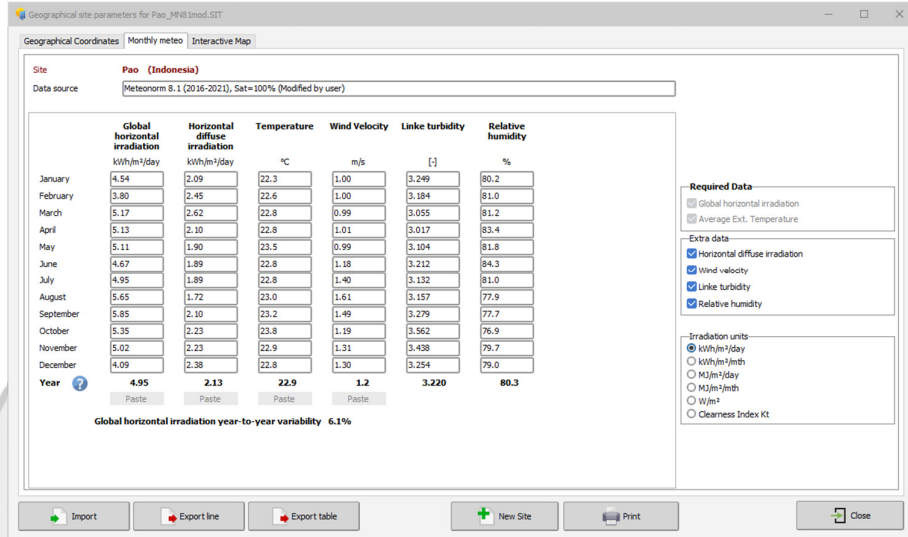 Geographical site parameters for Pao_MN81mod.SIT
Geographical Coordinates Monthly meteo Interactive Map
Site Pao (Indonesia)
Data source Meteonorm 8.1 (2016-2021), Sat=100% (Modified by user)
Global horizontal irradiation Horizontal diffuse irradiation Temperature Wind Velocity Linke turbidity Relative humidity
kWh/m²/day kWh/m²/day °C m/s [-] %
January 4.54 2.09 22.3 1.00 3.249 80.2
February 3.80 2.45 22.6 1.00 3.184 81.0
March 5.17 2.62 22.8 0.99 3.055 81.2
April 5.13 2.10 22.8 1.01 3.017 83.4
May 5.11 1.90 23.5 0.99 3.104 81.8
June 4.67 1.89 22.8 1.18 3.212 84.3
July 4.95 1.89 22.8 1.40 3.132 81.0
August 5.65 1.72 23.0 1.61 3.157 77.9
September 5.85 2.10 23.2 1.49 3.279 77.7
October 5.35 2.23 23.8 1.19 3.562 76.9
November 5.02 2.23 22.9 1.31 3.438 79.7
December 4.09 2.38 22.8 1.30 3.254 79.0
Year ? 4.95 2.13 22.9 1.2 3.220 80.3
Paste Paste Paste Paste
Global horizontal irradiation year-to-year variability 6.1%
Required Data
Global horizontal irradiation
Average Ext. Temperature
Extra data
Horizontal diffuse irradiation
Wind velocity
Linke turbidity
Relative humidity
Irradiation units
kWh/m²/day
kWh/m²/mth
MJ/m²/day
MJ/m²/mth
W/m²
Clearness Index Kt
Import Export line Export table New Site Print Close